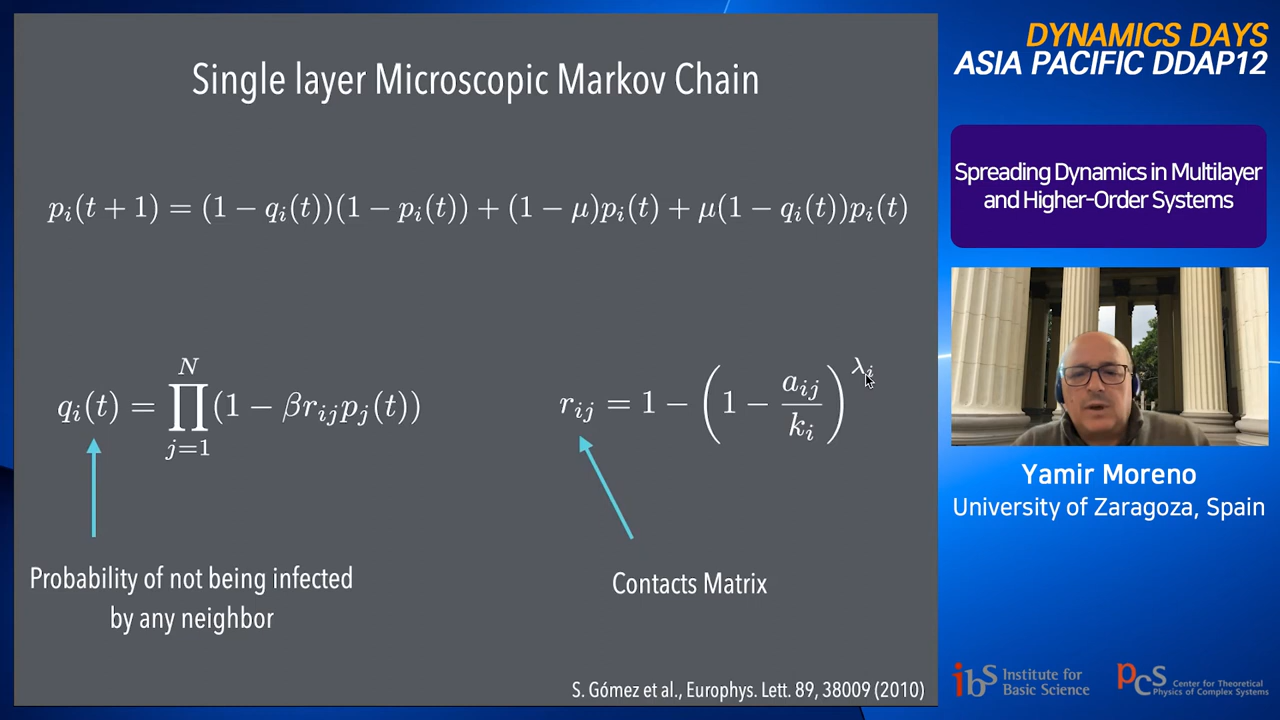 Single layer Microscopic Markov Chain
p_i(t + 1) = (1 − q_i(t))(1 − p_i(t)) + (1 − μ)p_i(t) + μ(1 − q_i(t))p_i(t)
q_i(t) = ∏_{j=1}^{N} (1 − βr_{ij}p_j(t))
r_{ij} = 1 − (1 − a_{ij}/k_i)^{λ_i}
Probability of not being infected
by any neighbor
Contacts Matrix
S. Gómez et al., Europhys. Lett. 89, 38009 (2010)
DYNAMICS DAYS
ASIA PACIFIC DDAP12
Spreading Dynamics in Multilayer
and Higher-Order Systems
Yamir Moreno
University of Zaragoza, Spain
ibs Institute for
Basic Science
PCS Center for Theoretical
Physics of Complex Systems